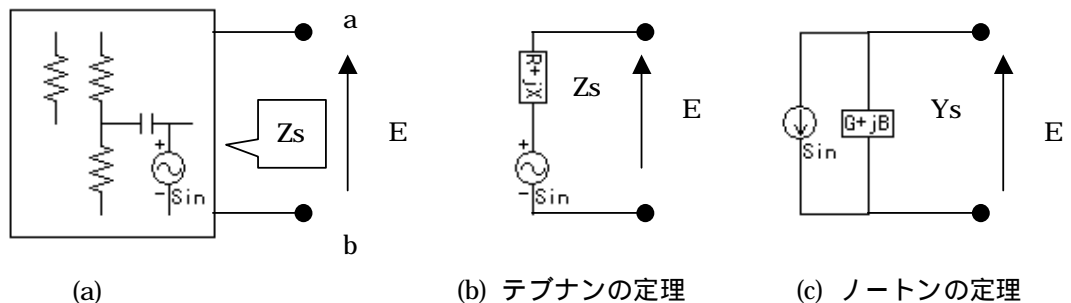 a
Zs
E
+
- Sin
b
(a)
R+jX
Zs
E
+
- Sin
(b) テブナンの定理
Sin
G+jB
Ys
E
(c) ノートンの定理